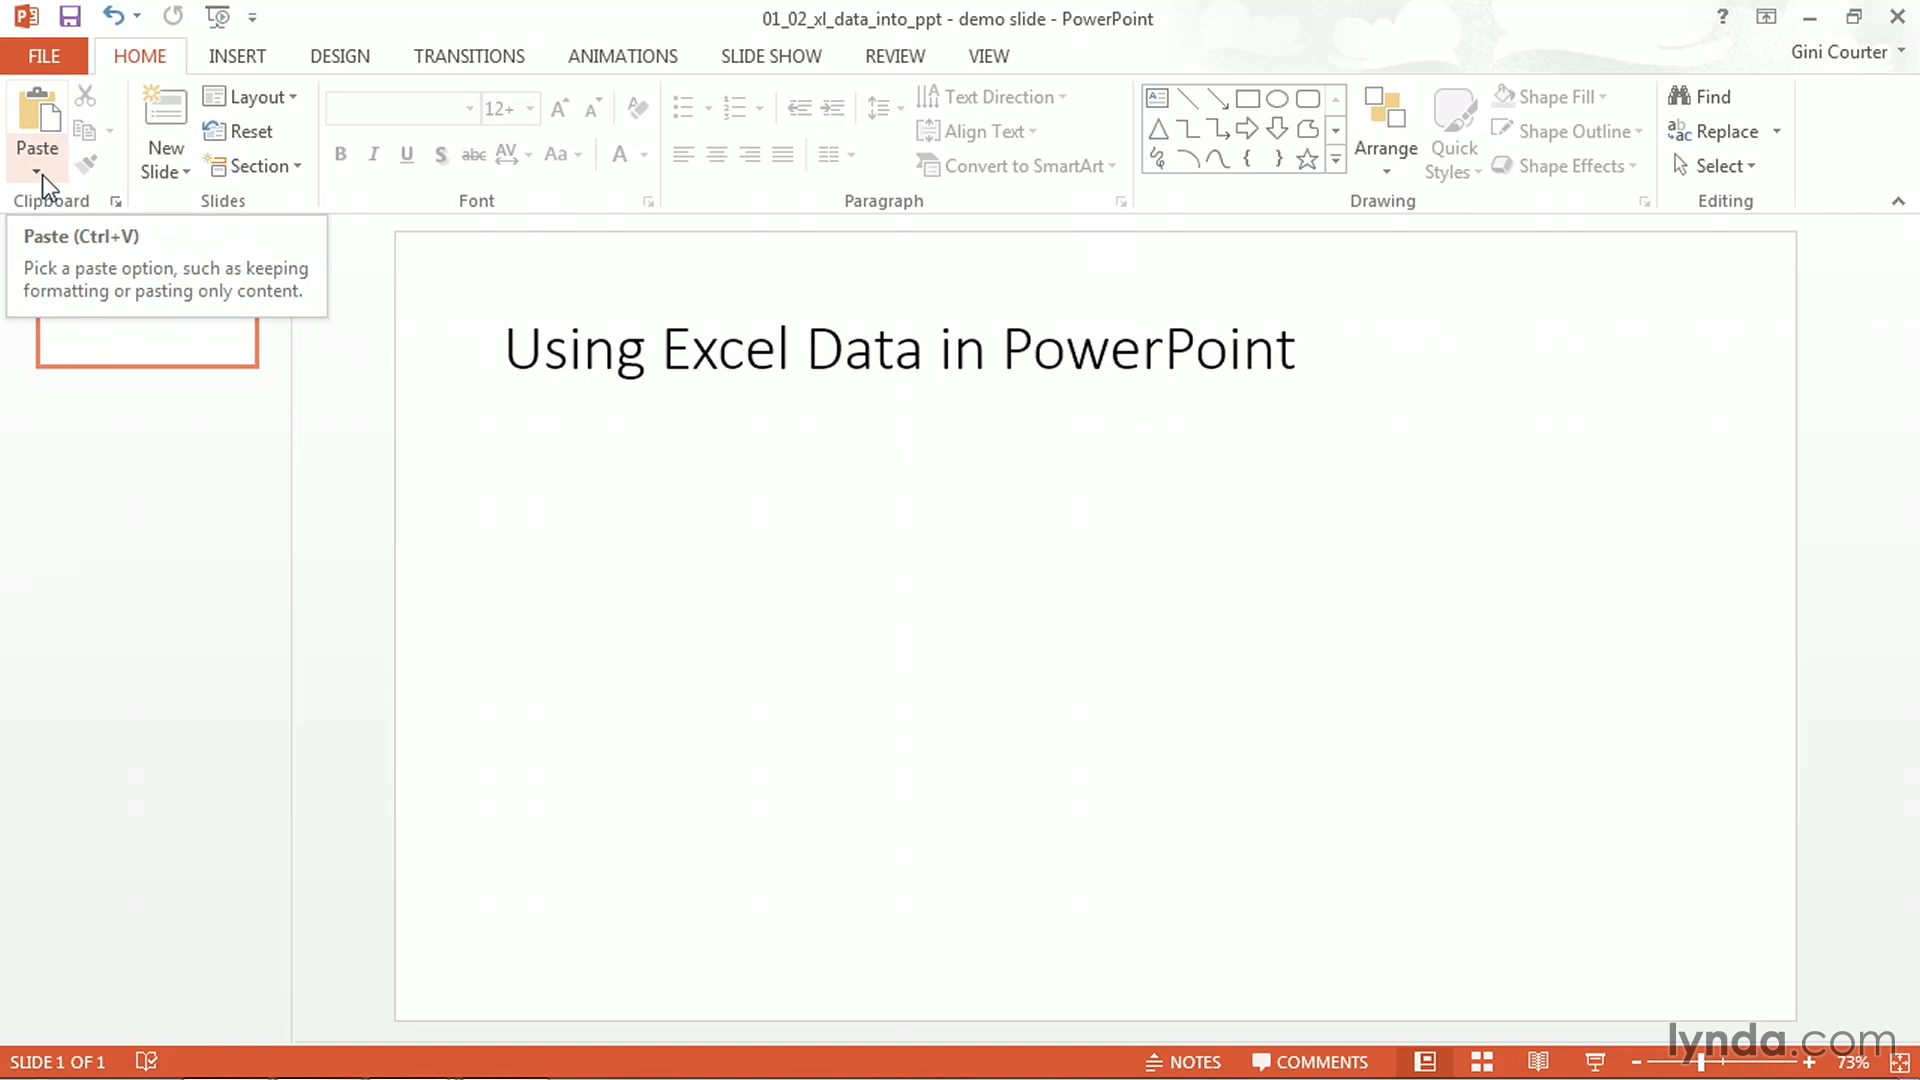 01_02_xl_data_into_ppt - demo slide - PowerPoint
?
FILE
HOME
INSERT
DESIGN
TRANSITIONS
ANIMATIONS
SLIDE SHOW
REVIEW
VIEW
Gini Courter
Paste
New
Slide
Layout
Reset
Section
12+
B I U S abc AV Aa A
Text Direction
Align Text
Convert to SmartArt
Arrange
Quick
Styles
Shape Fill
Shape Outline
Shape Effects
Find
Replace
Select
Clipboard
Slides
Font
Paragraph
Drawing
Editing
Paste (Ctrl+V)
Pick a paste option, such as keeping
formatting or pasting only content.
Using Excel Data in PowerPoint
lynda.com
SLIDE 1 OF 1
NOTES
COMMENTS
73%